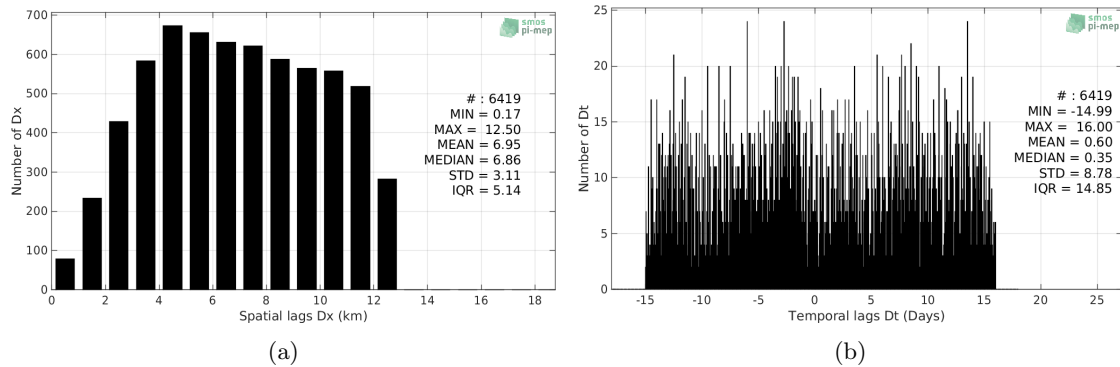 smos
pi-mep
700
600
500
400
300
200
100
0
Number of Dx
# : 6419
MIN = 0.17
MAX = 12.50
MEAN = 6.95
MEDIAN = 6.86
STD = 3.11
IQR = 5.14
0 2 4 6 8 10 12 14 16 18
Spatial lags Dx (km)
(a)
smos
pi-mep
25
20
15
10
5
0
Number of Dt
# : 6419
MIN = -14.99
MAX = 16.00
MEAN = 0.60
MEDIAN = 0.35
STD = 8.78
IQR = 14.85
-15 -10 -5 0 5 10 15 20 25
Temporal lags Dt (Days)
(b)